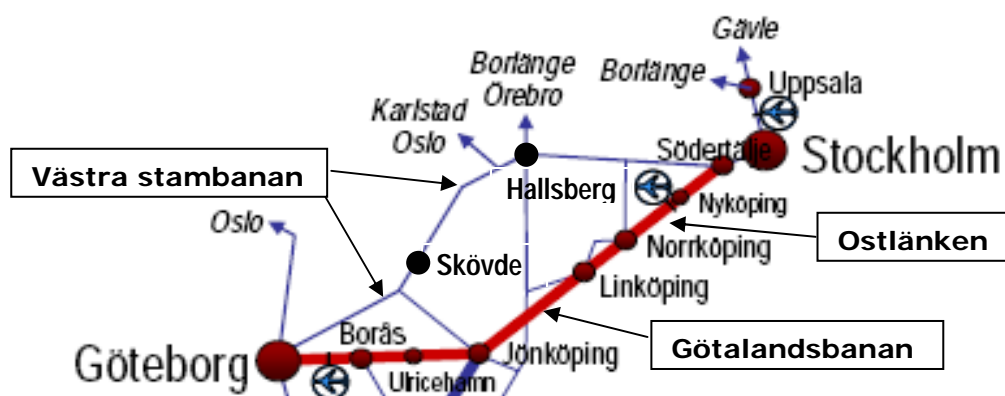 Gävle
Borlänge
Borlänge
Örebro
Uppsala
Karlstad
Oslo
Södertälje
Stockholm
Västra stambanan
Hallsberg
Nyköping
Oslo
Norrköping
Ostlänken
Skövde
Linköping
Borås
Jönköping
Götalandsbanan
Göteborg
Ulricehamn